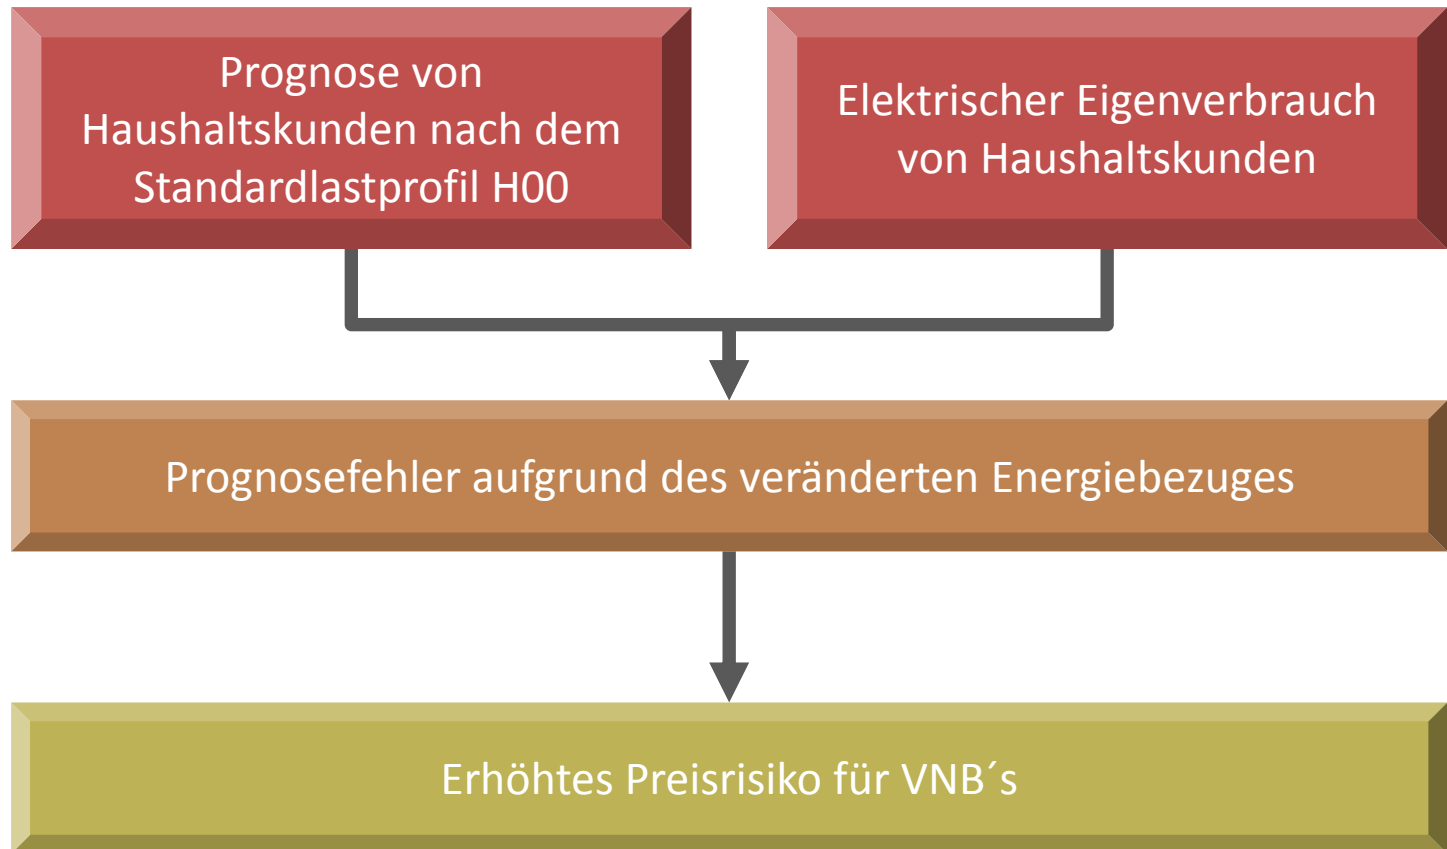 Prognose von
Haushaltskunden nach dem
Standardlastprofil H00
Elektrischer Eigenverbrauch
von Haushaltskunden
Prognosefehler aufgrund des veränderten Energiebezuges
Erhöhtes Preisrisiko für VNB´s